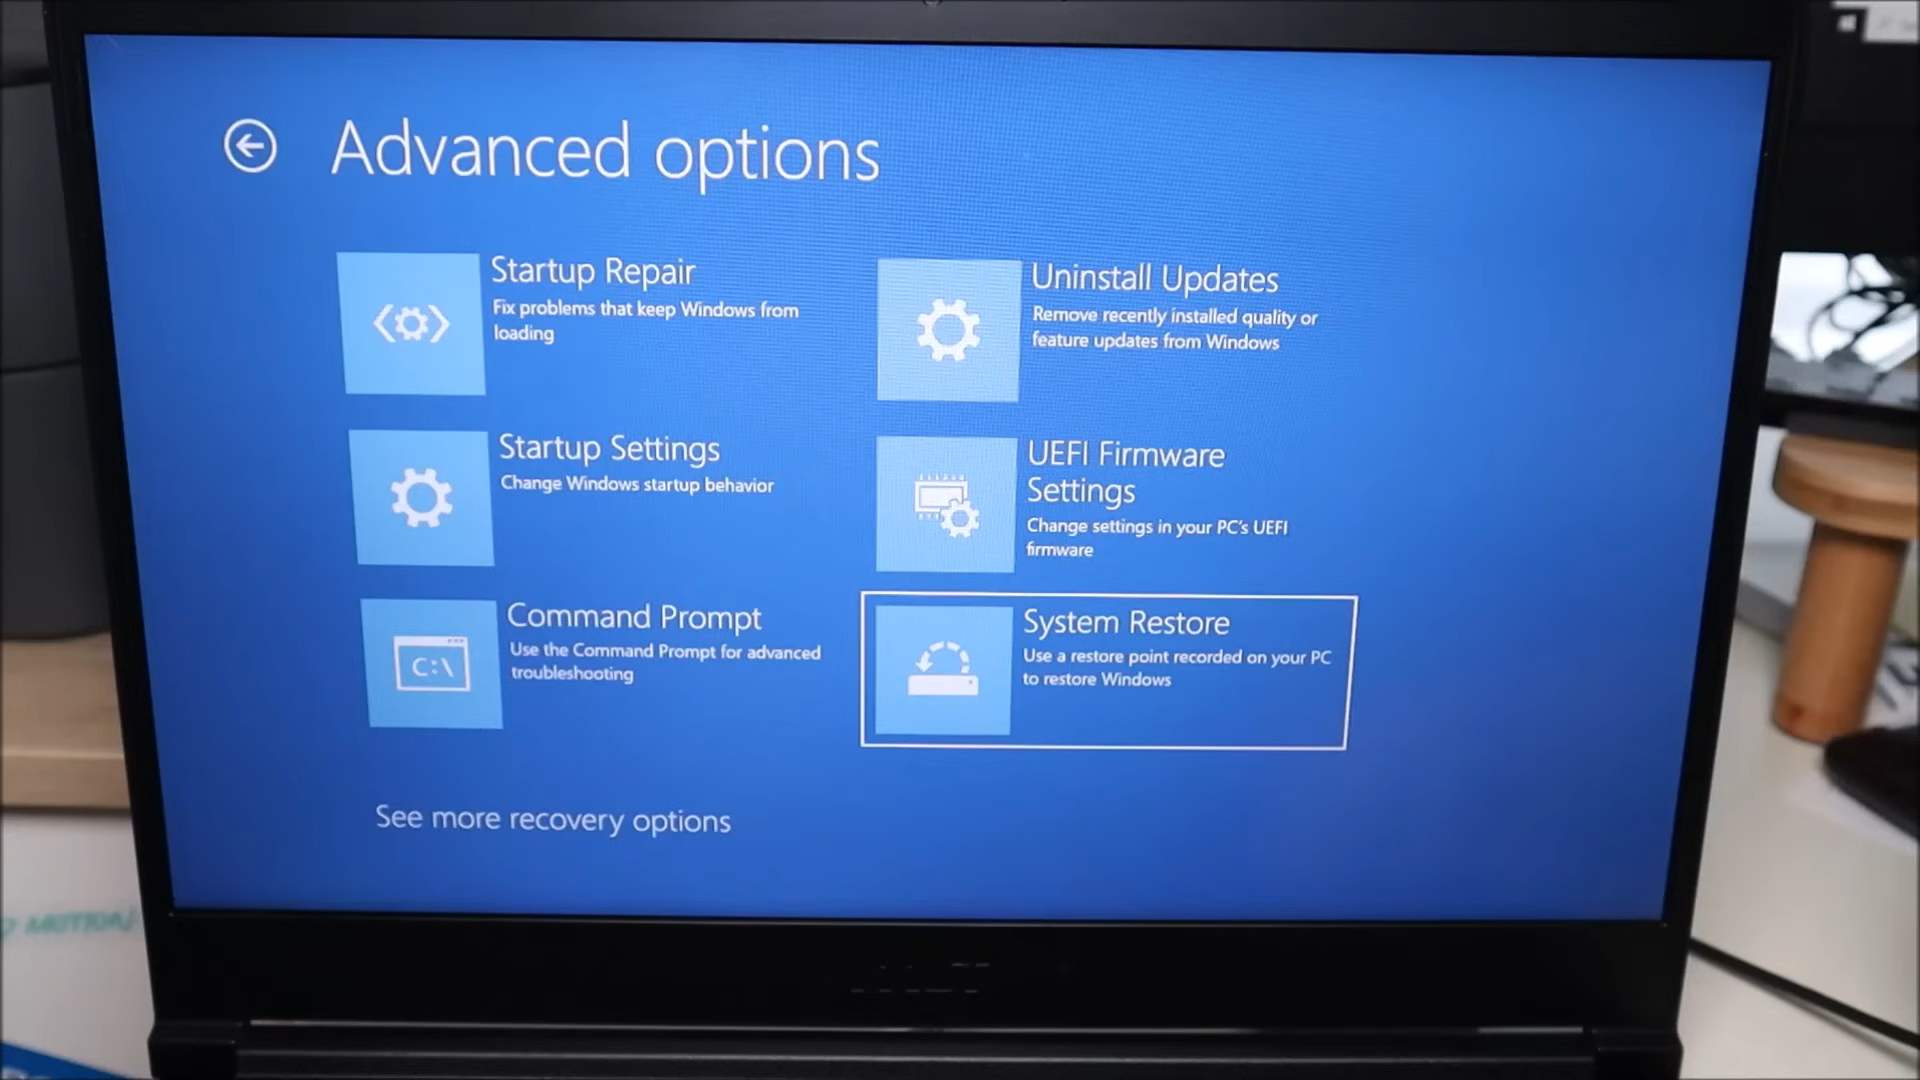 Advanced options
Startup Repair
Fix problems that keep Windows from
loading
Uninstall Updates
Remove recently installed quality or
feature updates from Windows
Startup Settings
Change Windows startup behavior
UEFI Firmware
Settings
Change settings in your PC's UEFI
firmware
Command Prompt
Use the Command Prompt for advanced
troubleshooting
C:\
System Restore
Use a restore point recorded on your PC
to restore Windows
See more recovery options